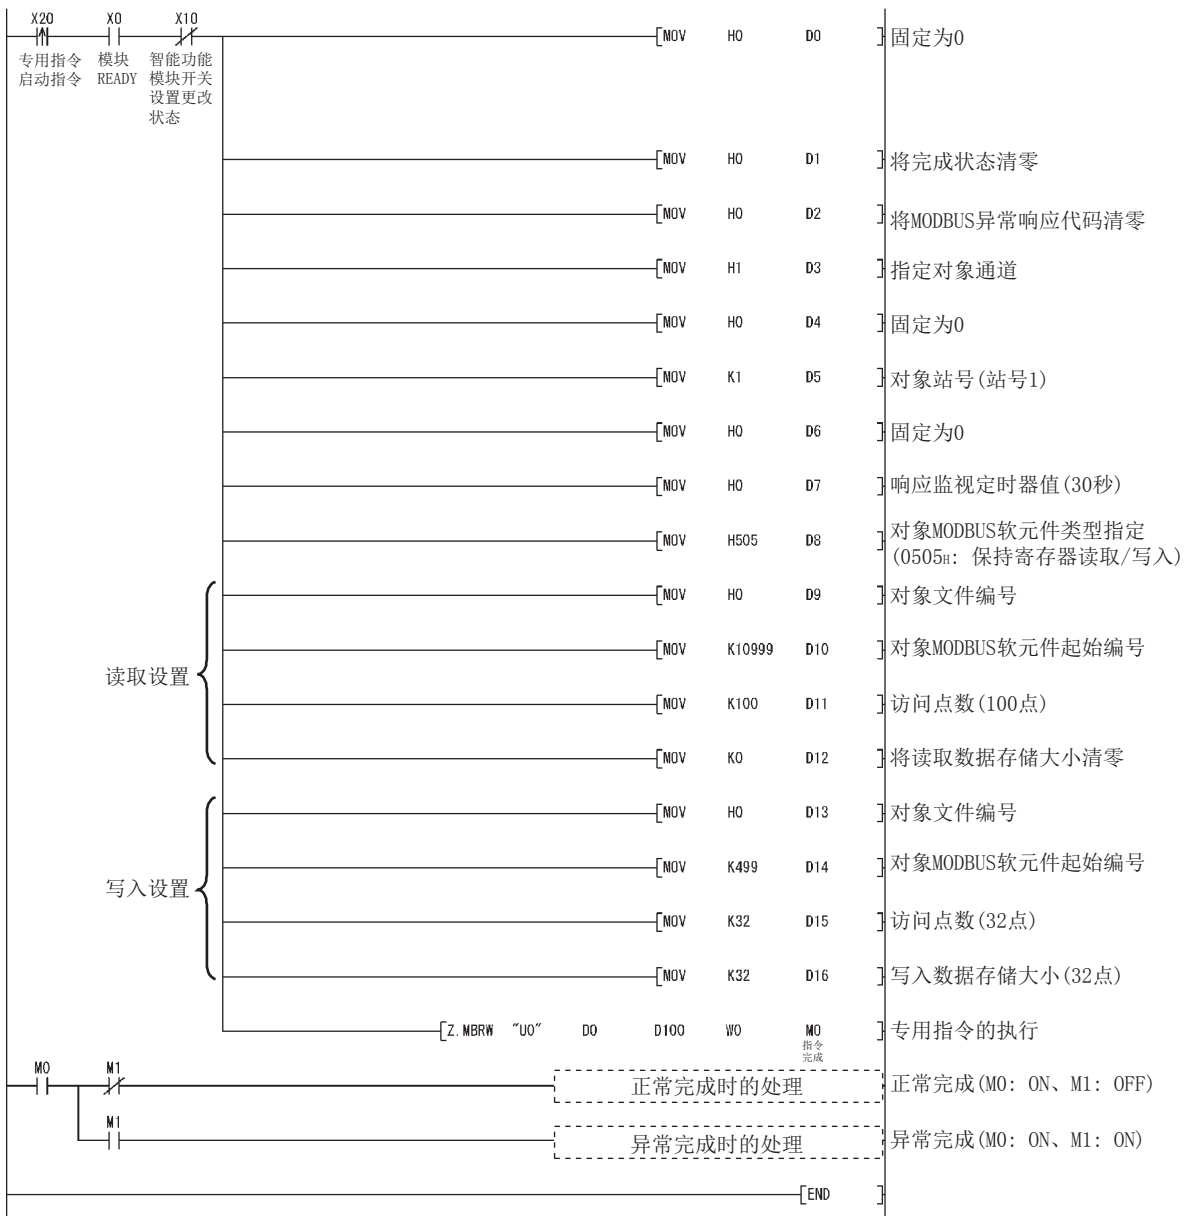 X20 X0 X10
[MOV H0 D0] 固定为0
专用指令 模块 智能功能
启动指令 READY 模块开关
设置更改
状态
[MOV H0 D1] 将完成状态清零
[MOV H0 D2] 将MODBUS异常响应代码清零
[MOV H1 D3] 指定对象通道
[MOV H0 D4] 固定为0
[MOV K1 D5] 对象站号(站号1)
[MOV H0 D6] 固定为0
[MOV H0 D7] 响应监视定时器值(30秒)
[MOV H505 D8] 对象MODBUS软元件类型指定
(0505H: 保持寄存器读取/写入)
[MOV H0 D9] 对象文件编号
[MOV K10999 D10] 对象MODBUS软元件起始编号
读取设置
[MOV K100 D11] 访问点数(100点)
[MOV K0 D12] 将读取数据存储大小清零
[MOV H0 D13] 对象文件编号
[MOV K499 D14] 对象MODBUS软元件起始编号
写入设置
[MOV K32 D15] 访问点数(32点)
[MOV K32 D16] 写入数据存储大小(32点)
[Z.MBRW "U0" D0 D100 W0 M0] 专用指令的执行
指令
完成
M0 M1
正常完成时的处理 正常完成(M0: ON、M1: OFF)
M1
异常完成时的处理 异常完成(M0: ON、M1: ON)
[END]